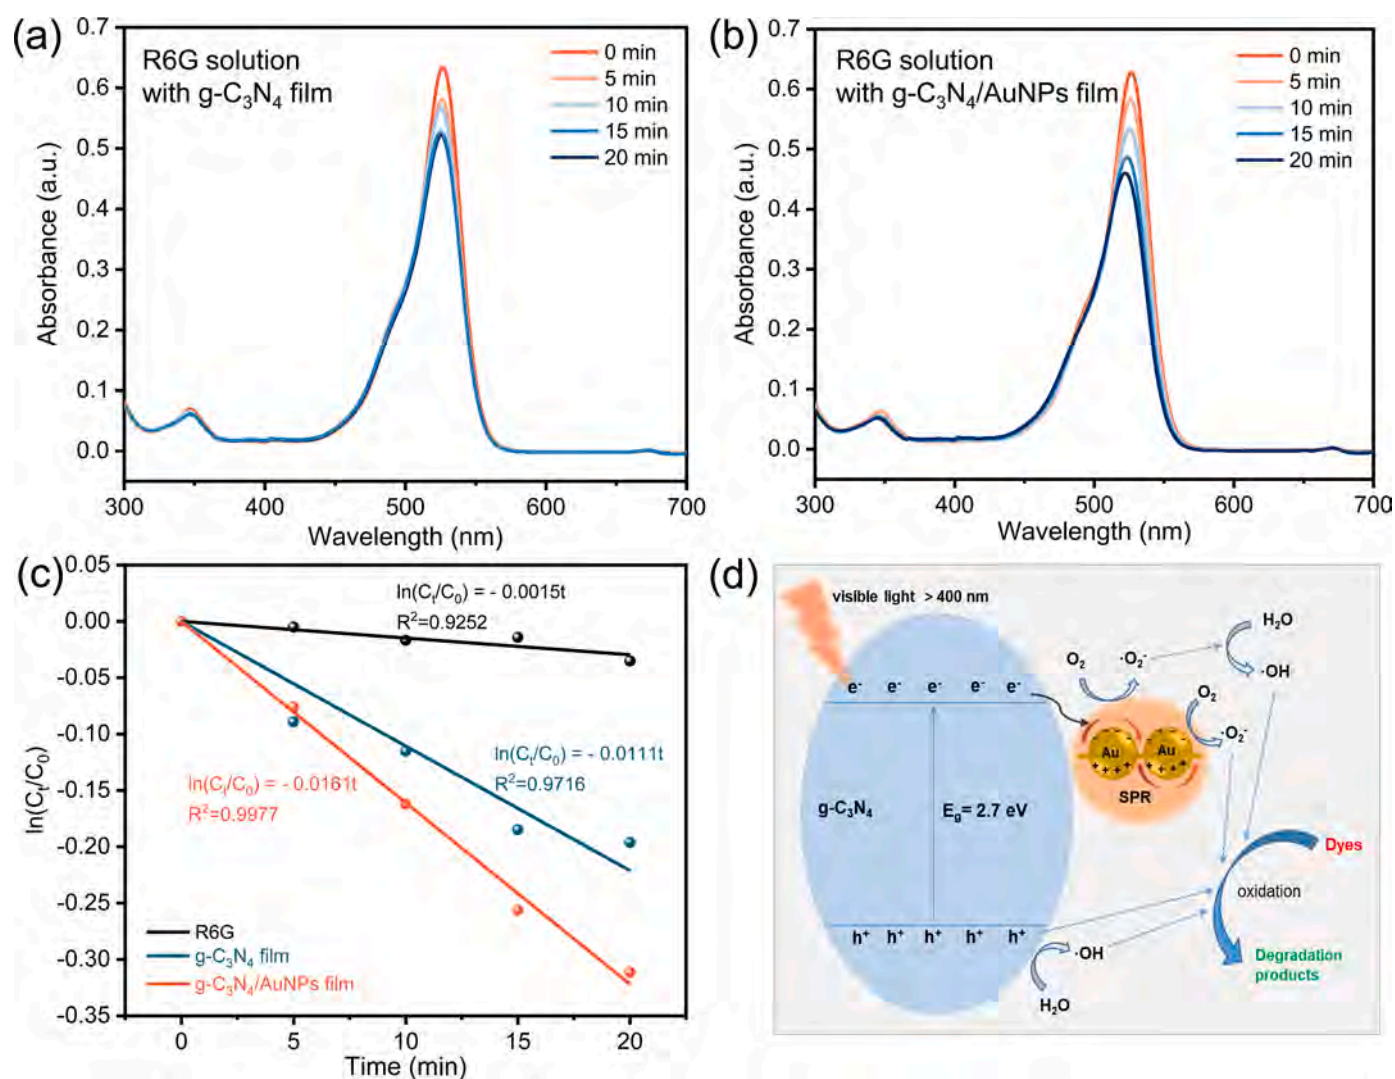 (a)
R6G solution
with g-C₃N₄ film
0 min
5 min
10 min
15 min
20 min
0.7
0.6
0.5
0.4
0.3
0.2
0.1
0.0
Absorbance (a.u.)
300
400
500
600
700
Wavelength (nm)
(b)
R6G solution
with g-C₃N₄/AuNPs film
0 min
5 min
10 min
15 min
20 min
0.7
0.6
0.5
0.4
0.3
0.2
0.1
0.0
Absorbance (a.u.)
300
400
500
600
700
Wavelength (nm)
(c)
0.05
0.00
-0.05
-0.10
-0.15
-0.20
-0.25
-0.30
-0.35
ln(Cₜ/C₀)
ln(Cₜ/C₀) = - 0.0015t
R²=0.9252
ln(Cₜ/C₀) = - 0.0111t
R²=0.9716
ln(Cₜ/C₀) = - 0.0161t
R²=0.9977
R6G
g-C₃N₄ film
g-C₃N₄/AuNPs film
0
5
10
15
20
Time (min)
(d)
visible light > 400 nm
e⁻ e⁻ e⁻ e⁻ e⁻
g-C₃N₄
E_g= 2.7 eV
h⁺ h⁺ h⁺ h⁺ h⁺
O₂
·O₂⁻
H₂O
·OH
O₂
·O₂⁻
- - - -
- - - -
Au
Au
+ + + +
+ + + +
SPR
Dyes
oxidation
Degradation
products
·OH
H₂O